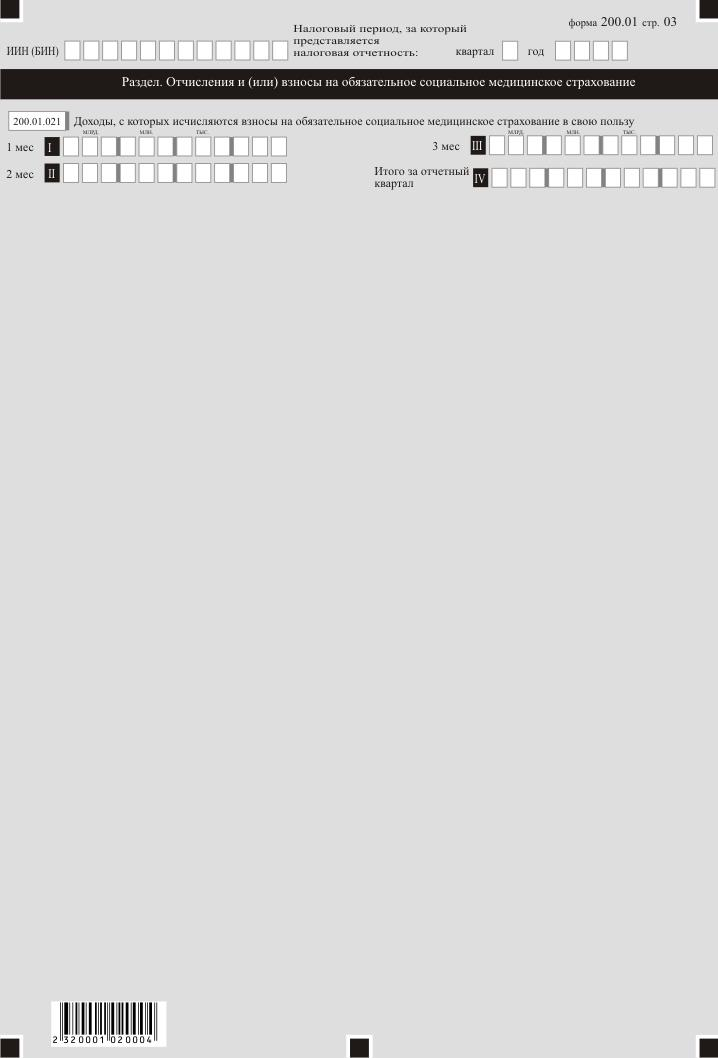 форма 200.01 стр. 03
Налоговый период, за который
представляется
налоговая отчетность:
ИИН (БИН)
квартал
год
Раздел. Отчисления и (или) взносы на обязательное социальное медицинское страхование
200.01.021 Доходы, с которых исчисляются взносы на обязательное социальное медицинское страхование в свою пользу
МЛРД. МЛН. ТЫС. МЛРД. МЛН. ТЫС.
1 мес I
3 мес III
2 мес II
Итого за отчетный
квартал IV
2 320001 020004